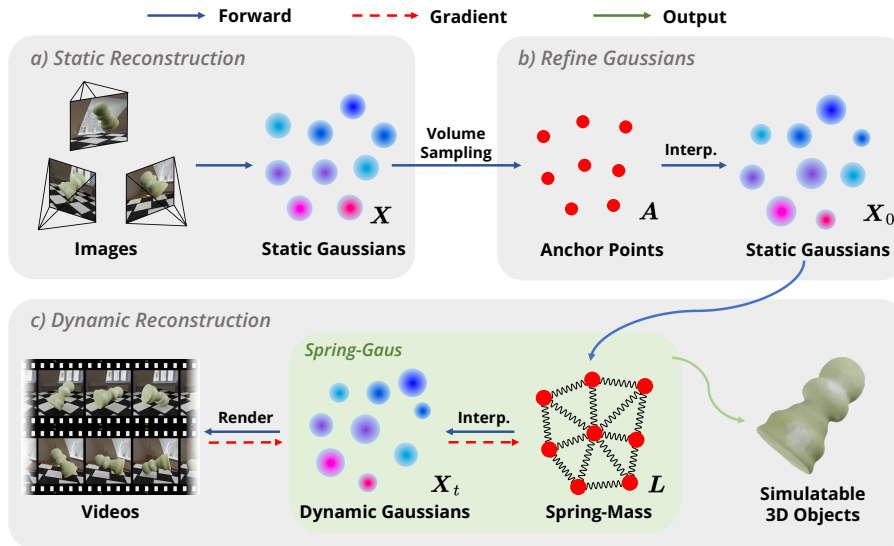 Forward
Gradient
Output
a) Static Reconstruction
b) Refine Gaussians
Volume
Sampling
Interp.
X
A
X0
Images
Static Gaussians
Anchor Points
Static Gaussians
c) Dynamic Reconstruction
Spring-Gaus
Render
Interp.
Xt
L
Videos
Dynamic Gaussians
Spring-Mass
Simulatable
3D Objects